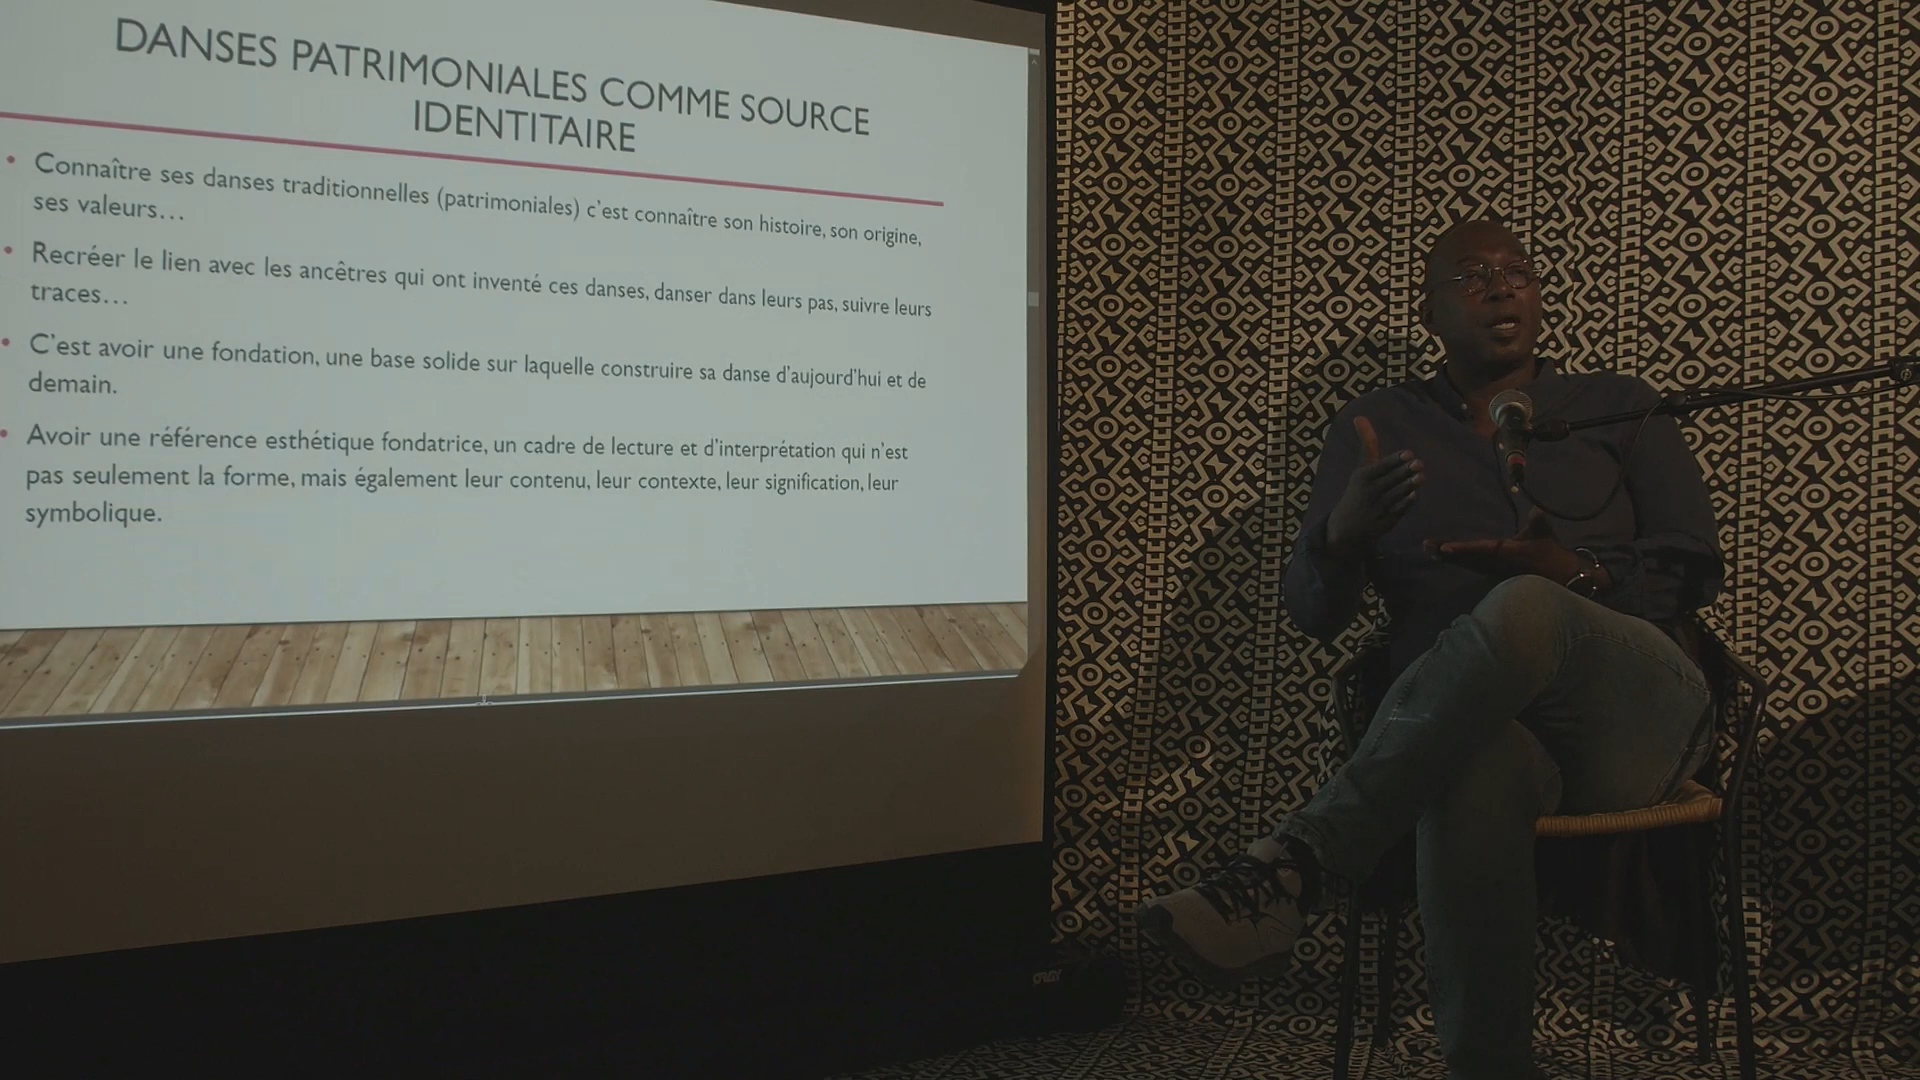 DANSES PATRIMONIALES COMME SOURCE
IDENTITAIRE
• Connaître ses danses traditionnelles (patrimoniales) c'est connaître son histoire, son origine,
ses valeurs…
• Recréer le lien avec les ancêtres qui ont inventé ces danses, danser dans leurs pas, suivre leurs
traces…
• C'est avoir une fondation, une base solide sur laquelle construire sa danse d'aujourd'hui et de
demain.
• Avoir une référence esthétique fondatrice, un cadre de lecture et d'interprétation qui n'est
pas seulement la forme, mais également leur contenu, leur contexte, leur signification, leur
symbolique.